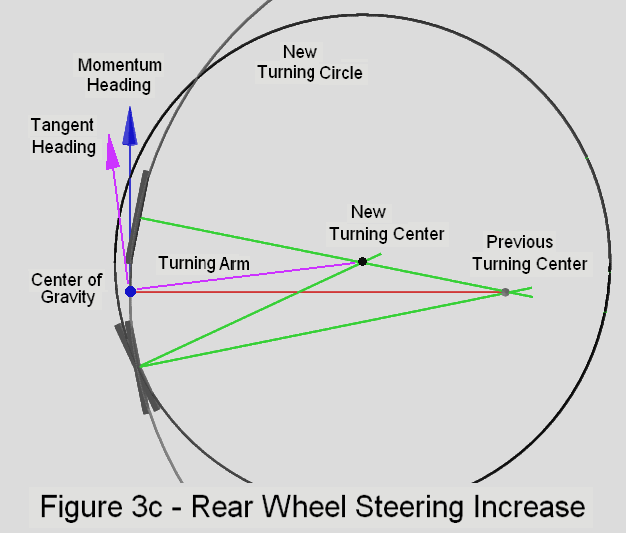 New
Turning Circle
Momentum
Heading
Tangent
Heading
New
Turning Center
Previous
Turning Center
Turning Arm
Center of
Gravity
Figure 3c - Rear Wheel Steering Increase